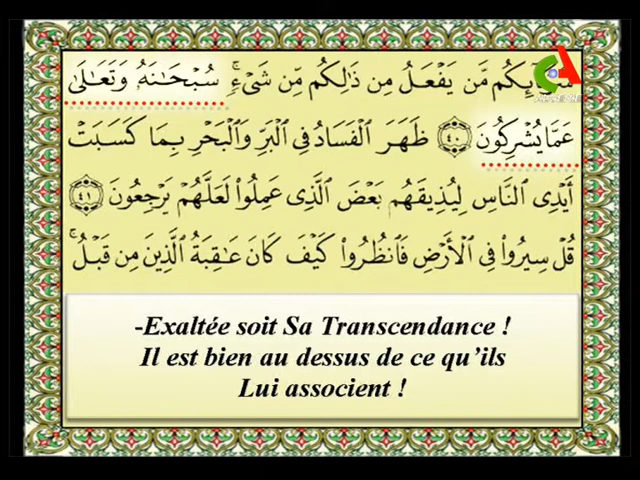 شُرَكَآئِكُم مَّن يَفْعَلُ مِن ذَٰلِكُم مِّن شَىْءٍۢ ۚ سُبْحَـٰنَهُۥ وَتَعَـٰلَىٰ
عَمَّا يُشْرِكُونَ ٤٠ ظَهَرَ ٱلْفَسَادُ فِى ٱلْبَرِّ وَٱلْبَحْرِ بِمَا كَسَبَتْ
أَيْدِى ٱلنَّاسِ لِيُذِيقَهُم بَعْضَ ٱلَّذِى عَمِلُوا۟ لَعَلَّهُمْ يَرْجِعُونَ ٤١
قُلْ سِيرُوا۟ فِى ٱلْأَرْضِ فَٱنظُرُوا۟ كَيْفَ كَانَ عَـٰقِبَةُ ٱلَّذِينَ مِن قَبْلُ ۚ
-Exaltée soit Sa Transcendance !
Il est bien au dessus de ce qu’ils
Lui associent !